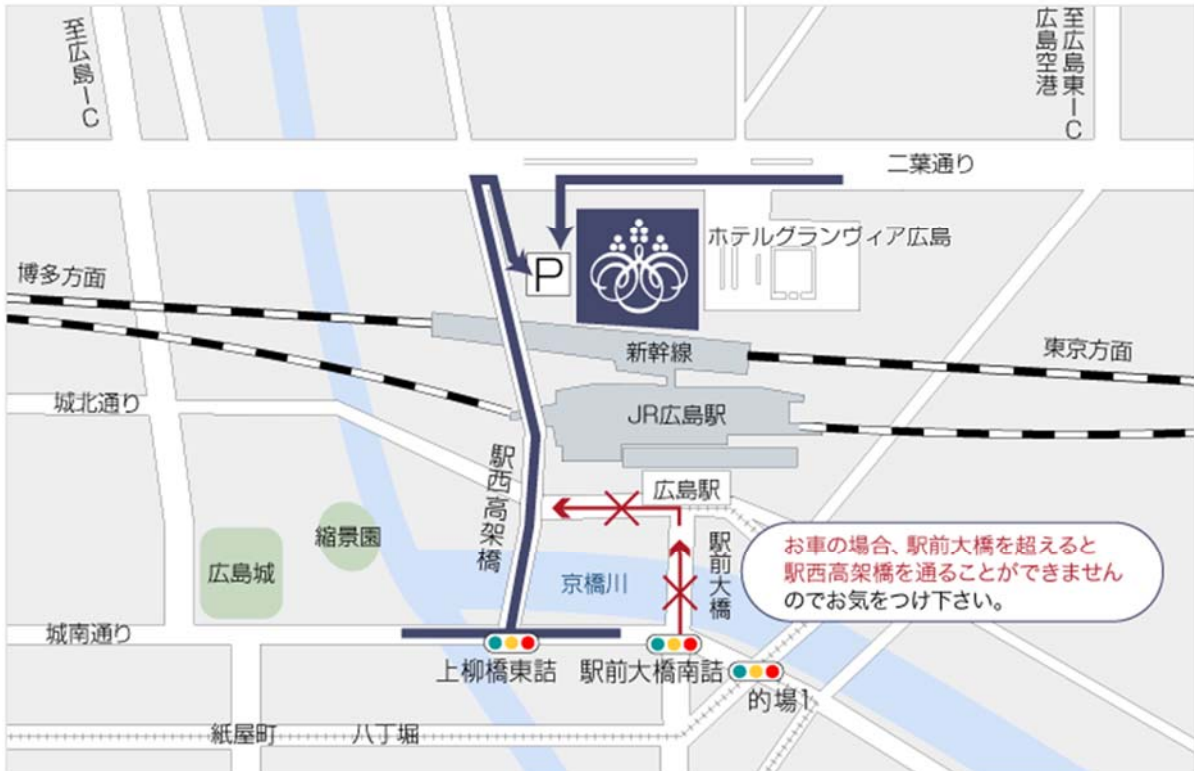 至広島IC
至広島東IC
広島空港
二葉通り
ホテルグランヴィア広島
P
博多方面
新幹線
東京方面
JR広島駅
城北通り
駅西高架橋
広島駅
縮景園
広島城
京橋川
駅前大橋
お車の場合、駅前大橋を超えると
駅西高架橋を通ることができません
のでお気をつけ下さい。
城南通り
上柳橋東詰
駅前大橋南詰
的場1
紙屋町
八丁堀